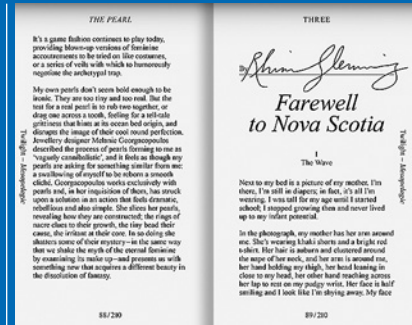 THE PEARL
It's a game fashion continues to play today,
providing blown-up versions of feminine
accoutrements to be tried on like costumes,
or a series of veils with which to humorously
negotiate the archetypal trap.
My own pearls don't seem bold enough to be
ironic. They are too tiny and too real. But the
test for a real pearl is to rub two together, or
drag one across a tooth, feeling for a tell-tale
grittiness that hints at its ocean bed origin, and
disrupts the image of their cool round perfection.
Jewellery designer Melanie Georgacopoulos
described the process of pearls forming to me as
'vaguely cannibalistic', and it feels as though my
pearls are asking for something similar from me:
a swallowing of myself to be reborn a smooth
cliché. Georgacopoulos works exclusively with
pearls and, in her inquisition of them, has struck
upon a solution in an action that feels dramatic,
rebellious and also simple. She slices her pearls,
revealing how they are constructed; the rings of
nacre clues to their growth, the tiny bead their
cause, the irritant at their core. In so doing she
shatters some of their mystery—in the same way
that we shake the myth of the eternal feminine
by examining its make up—and presents us with
something new that acquires a different beauty in
the dissolution of fantasy.
Twilight —
88/210
THREE
By Rhian Fleming
Farewell
to Nova Scotia
I
The Wave
Next to my bed is a picture of my mother. I'm
there, I'm still in diapers; in fact, it's all I'm
wearing. I was tall for my age until I started
school; I stopped growing then and never lived
up to my infant potential.
In the photograph, my mother has her arm around
me. She's wearing khaki shorts and a bright red
t-shirt. Her hair is auburn and clustered around
the nape of her neck, and her arm is around me,
her hand holding my thigh, her head leaning in
close to my head, her other hand reaching across
her lap to rest on my pudgy wrist. Her face is half
smiling and I look like I'm shying away. My face
Twilight —
89/210